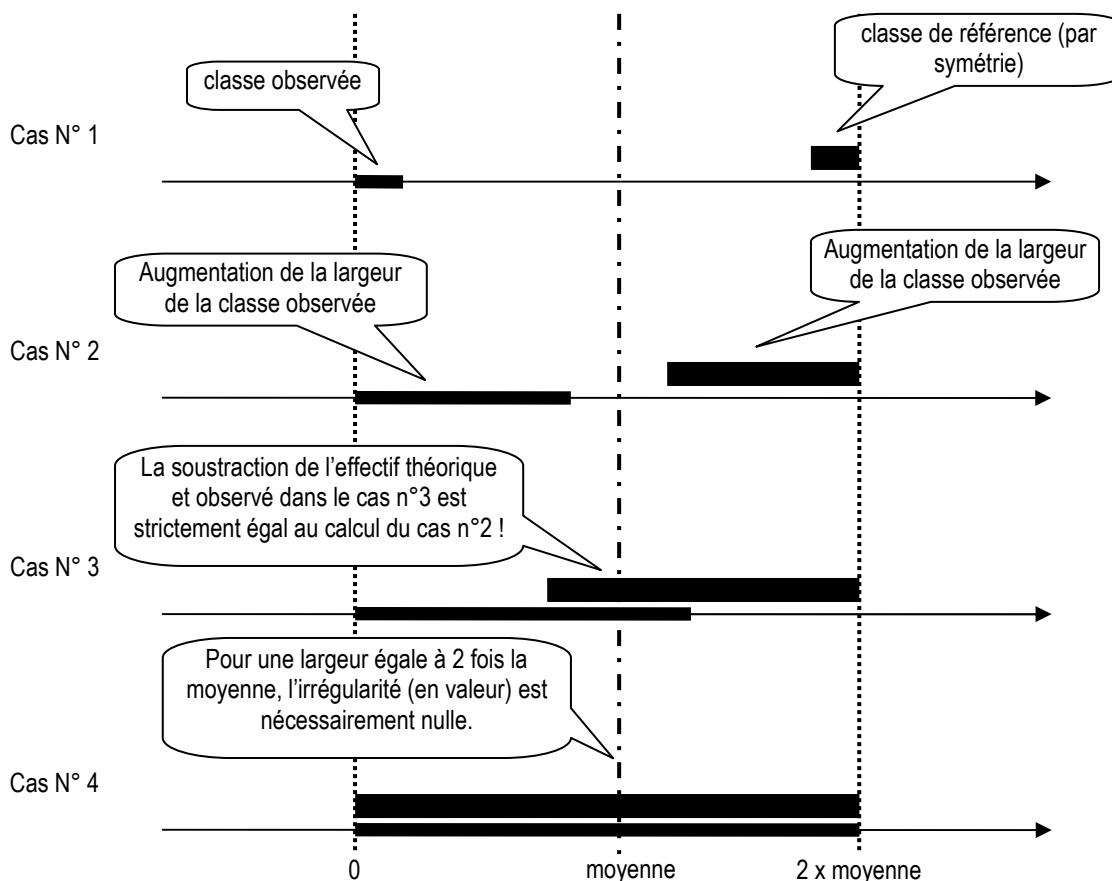 classe de référence (par
symétrie)
classe observée
Cas N° 1
Augmentation de la largeur
de la classe observée
Augmentation de la largeur
de la classe observée
Cas N° 2
La soustraction de l'effectif théorique
et observé dans le cas n°3 est
strictement égal au calcul du cas n°2 !
Cas N° 3
Pour une largeur égale à 2 fois la
moyenne, l'irrégularité (en valeur) est
nécessairement nulle.
Cas N° 4
0
moyenne
2 x moyenne